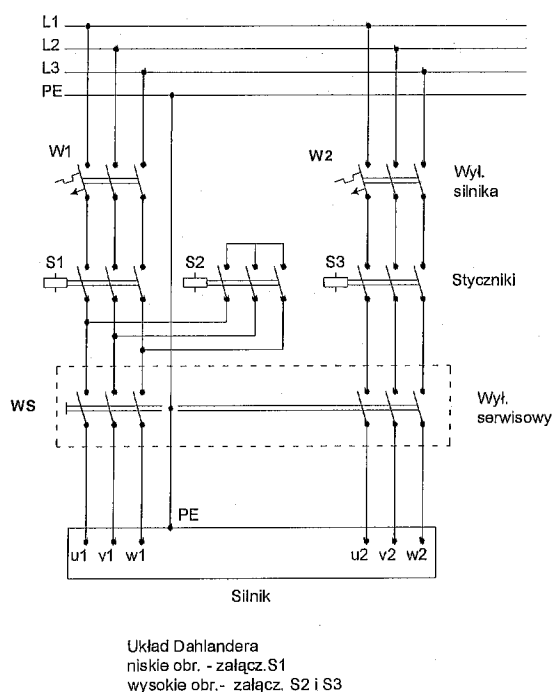 L1
L2
L3
PE
W1
W2
Wył.
silnika
S1
S2
S3
Styczniki
WS
Wył.
serwisowy
PE
u1 v1 w1
u2 v2 w2
Silnik
Układ Dahlandera
niskie obr. - załącz.S1
wysokie obr.- załącz. S2 i S3